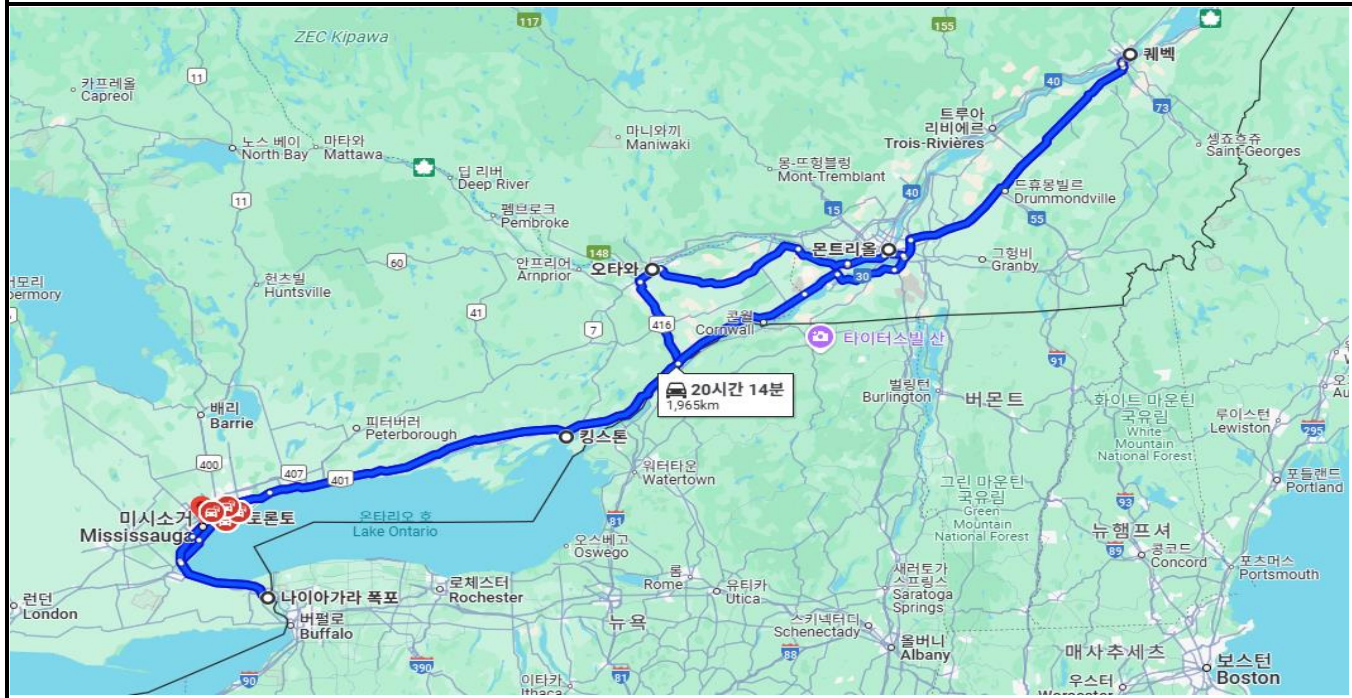 117
155
ZEC Kipawa
퀘벡
11
40
카프레올
Capreol
40
73
트루아
리비에르
Trois-Rivières
노스 베이
North Bay
마타와
Mattawa
마니와끼
Maniwaki
셍죠흐쥬
Saint-Georges
딥 리버
Deep River
몽-뜨헝블렁
Mont-Tremblant
40
드휴몽빌르
Drummondville
11
펨브로크
Pembroke
15
55
148
몬트리올
60
안프리어
Arnprior
오타와
그헝비
Granby
30
헌츠빌
Huntsville
41
7
416
콘월
Cornwall
타이터스빌 산
91
20시간 14분
1,965km
벌링턴
Burlington
버몬트
화이트 마운틴
국유림
White
Mountain
National Forest
루이스턴
Lewiston
295
배리
Barrie
피터버러
Peterborough
킹스톤
400
407
401
워터타운
Watertown
93
포틀랜드
Portland
그린 마운틴
국유림
Green
Mountain
National Forest
미시소거
Mississauga
토론토
온타리오 호
Lake Ontario
81
뉴햄프셔
오스베고
Oswego
89
콩코드
Concord
포츠머스
Portsmouth
런던
London
나이아가라 폭포
로체스터
Rochester
롬
Rome
유티카
Utica
새러토가
스프링스
Saratoga
Springs
버펄로
Buffalo
뉴욕
스키넥터디
Schenectady
올버니
Albany
매사추세츠
90
390
81
88
보스턴
Boston
이타카
Ithaca
우스터
Worcester